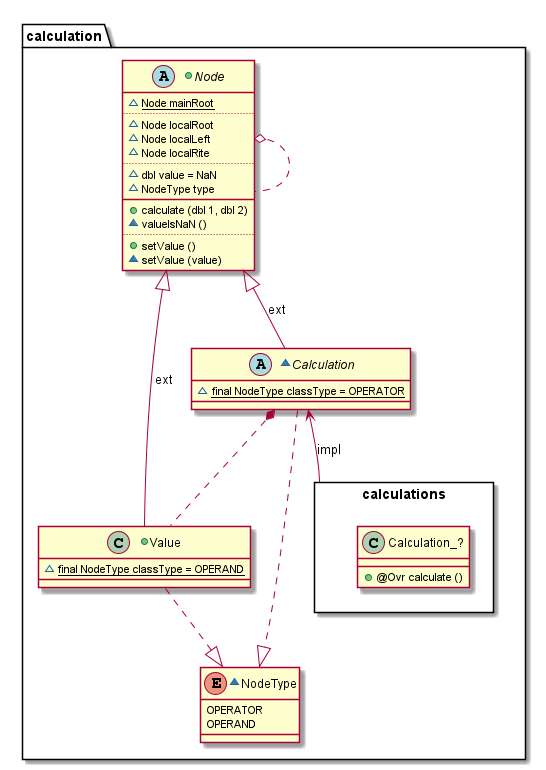 calculation
A Node
Node mainRoot
Node localRoot
Node localLeft
Node localRite
dbl value = NaN
NodeType type
calculate (dbl 1, dbl 2)
valueIsNaN ()
setValue ()
setValue (value)
ext
A Calculation
final NodeType classType = OPERATOR
ext
impl
calculations
C Value
final NodeType classType = OPERAND
C Calculation_?
@Ovr calculate ()
E NodeType
OPERATOR
OPERAND